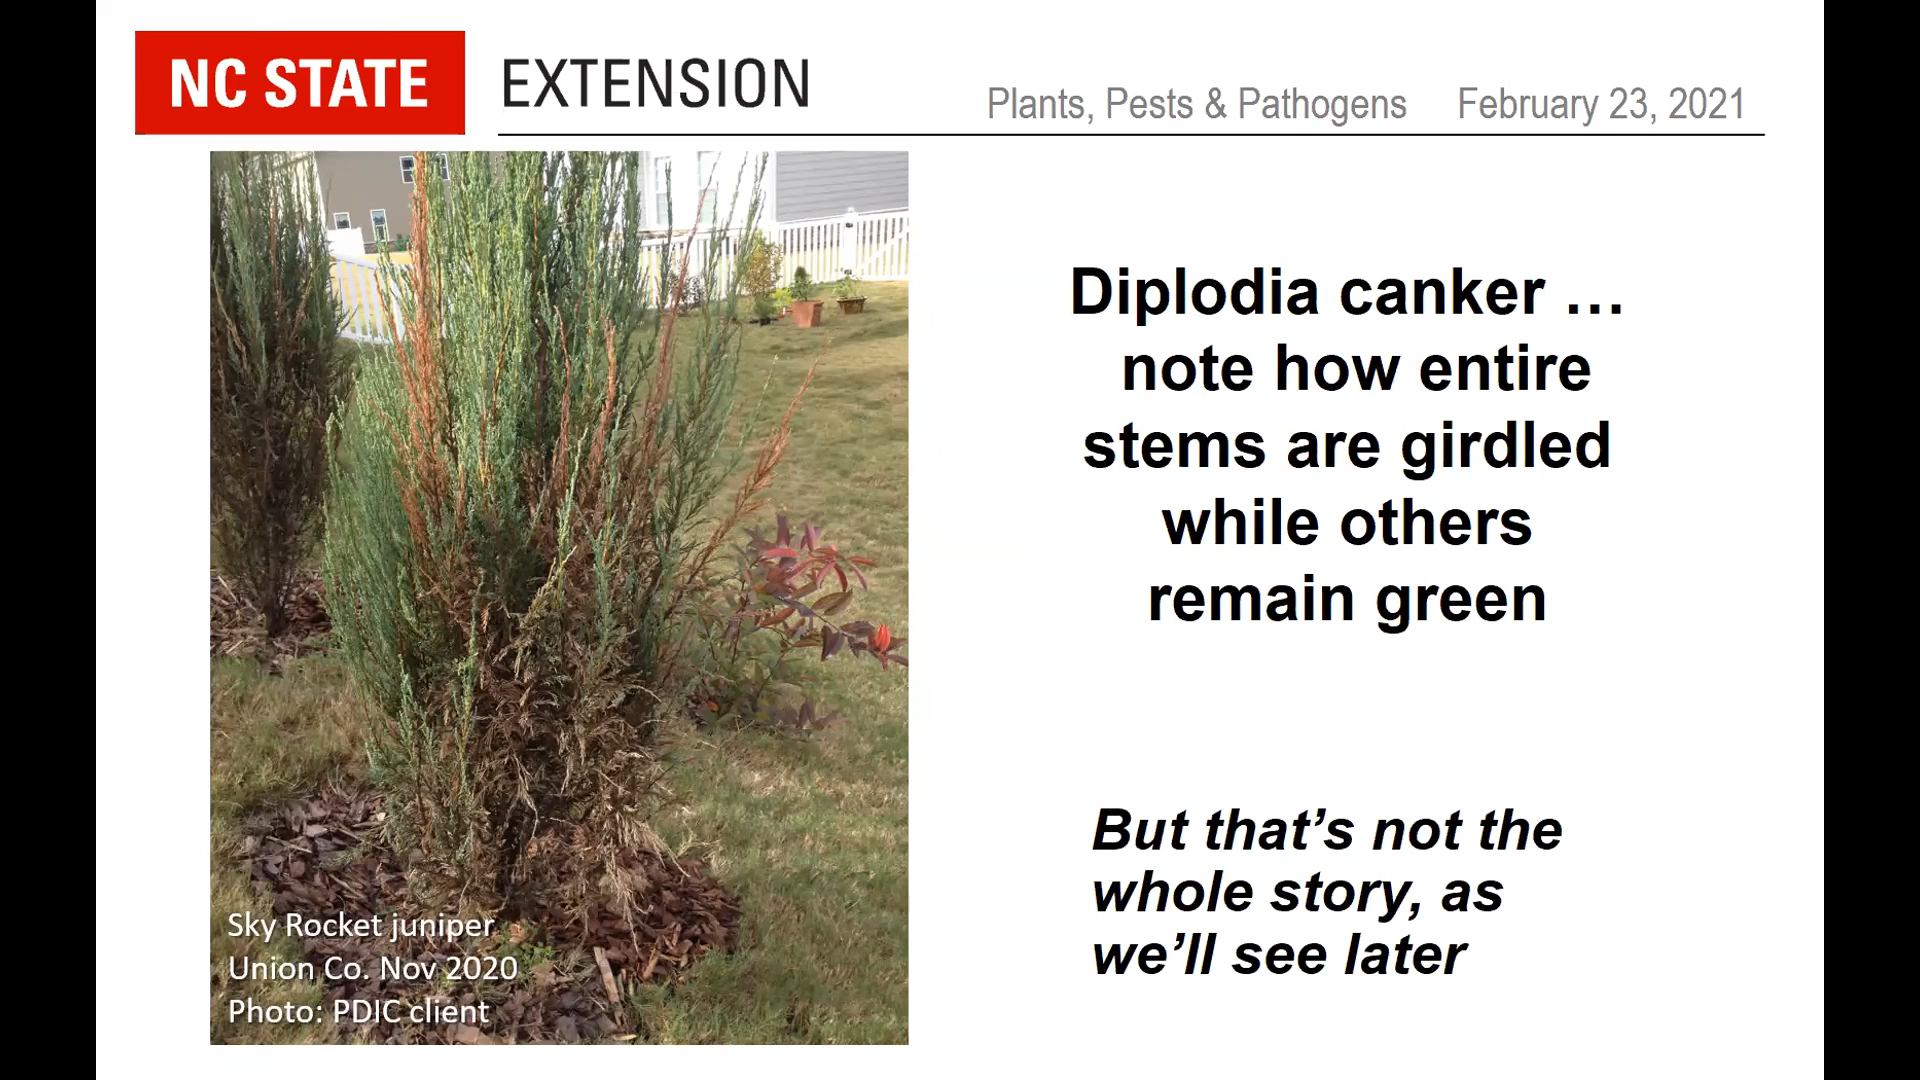 NC STATE EXTENSION
Plants, Pests & Pathogens February 23, 2021
Diplodia canker …
note how entire
stems are girdled
while others
remain green
But that’s not the
whole story, as
we’ll see later
Sky Rocket juniper
Union Co. Nov 2020
Photo: PDIC client